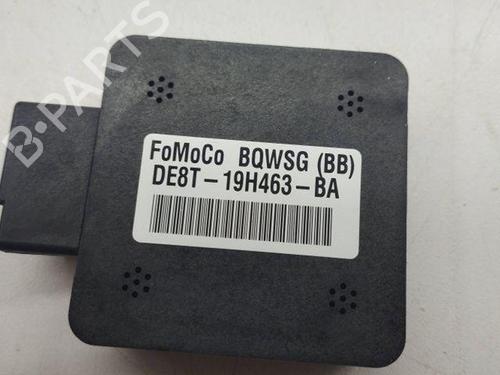 B-PARTS
FoMoCo BQWSG (BB)
DE8T-19H463-BA